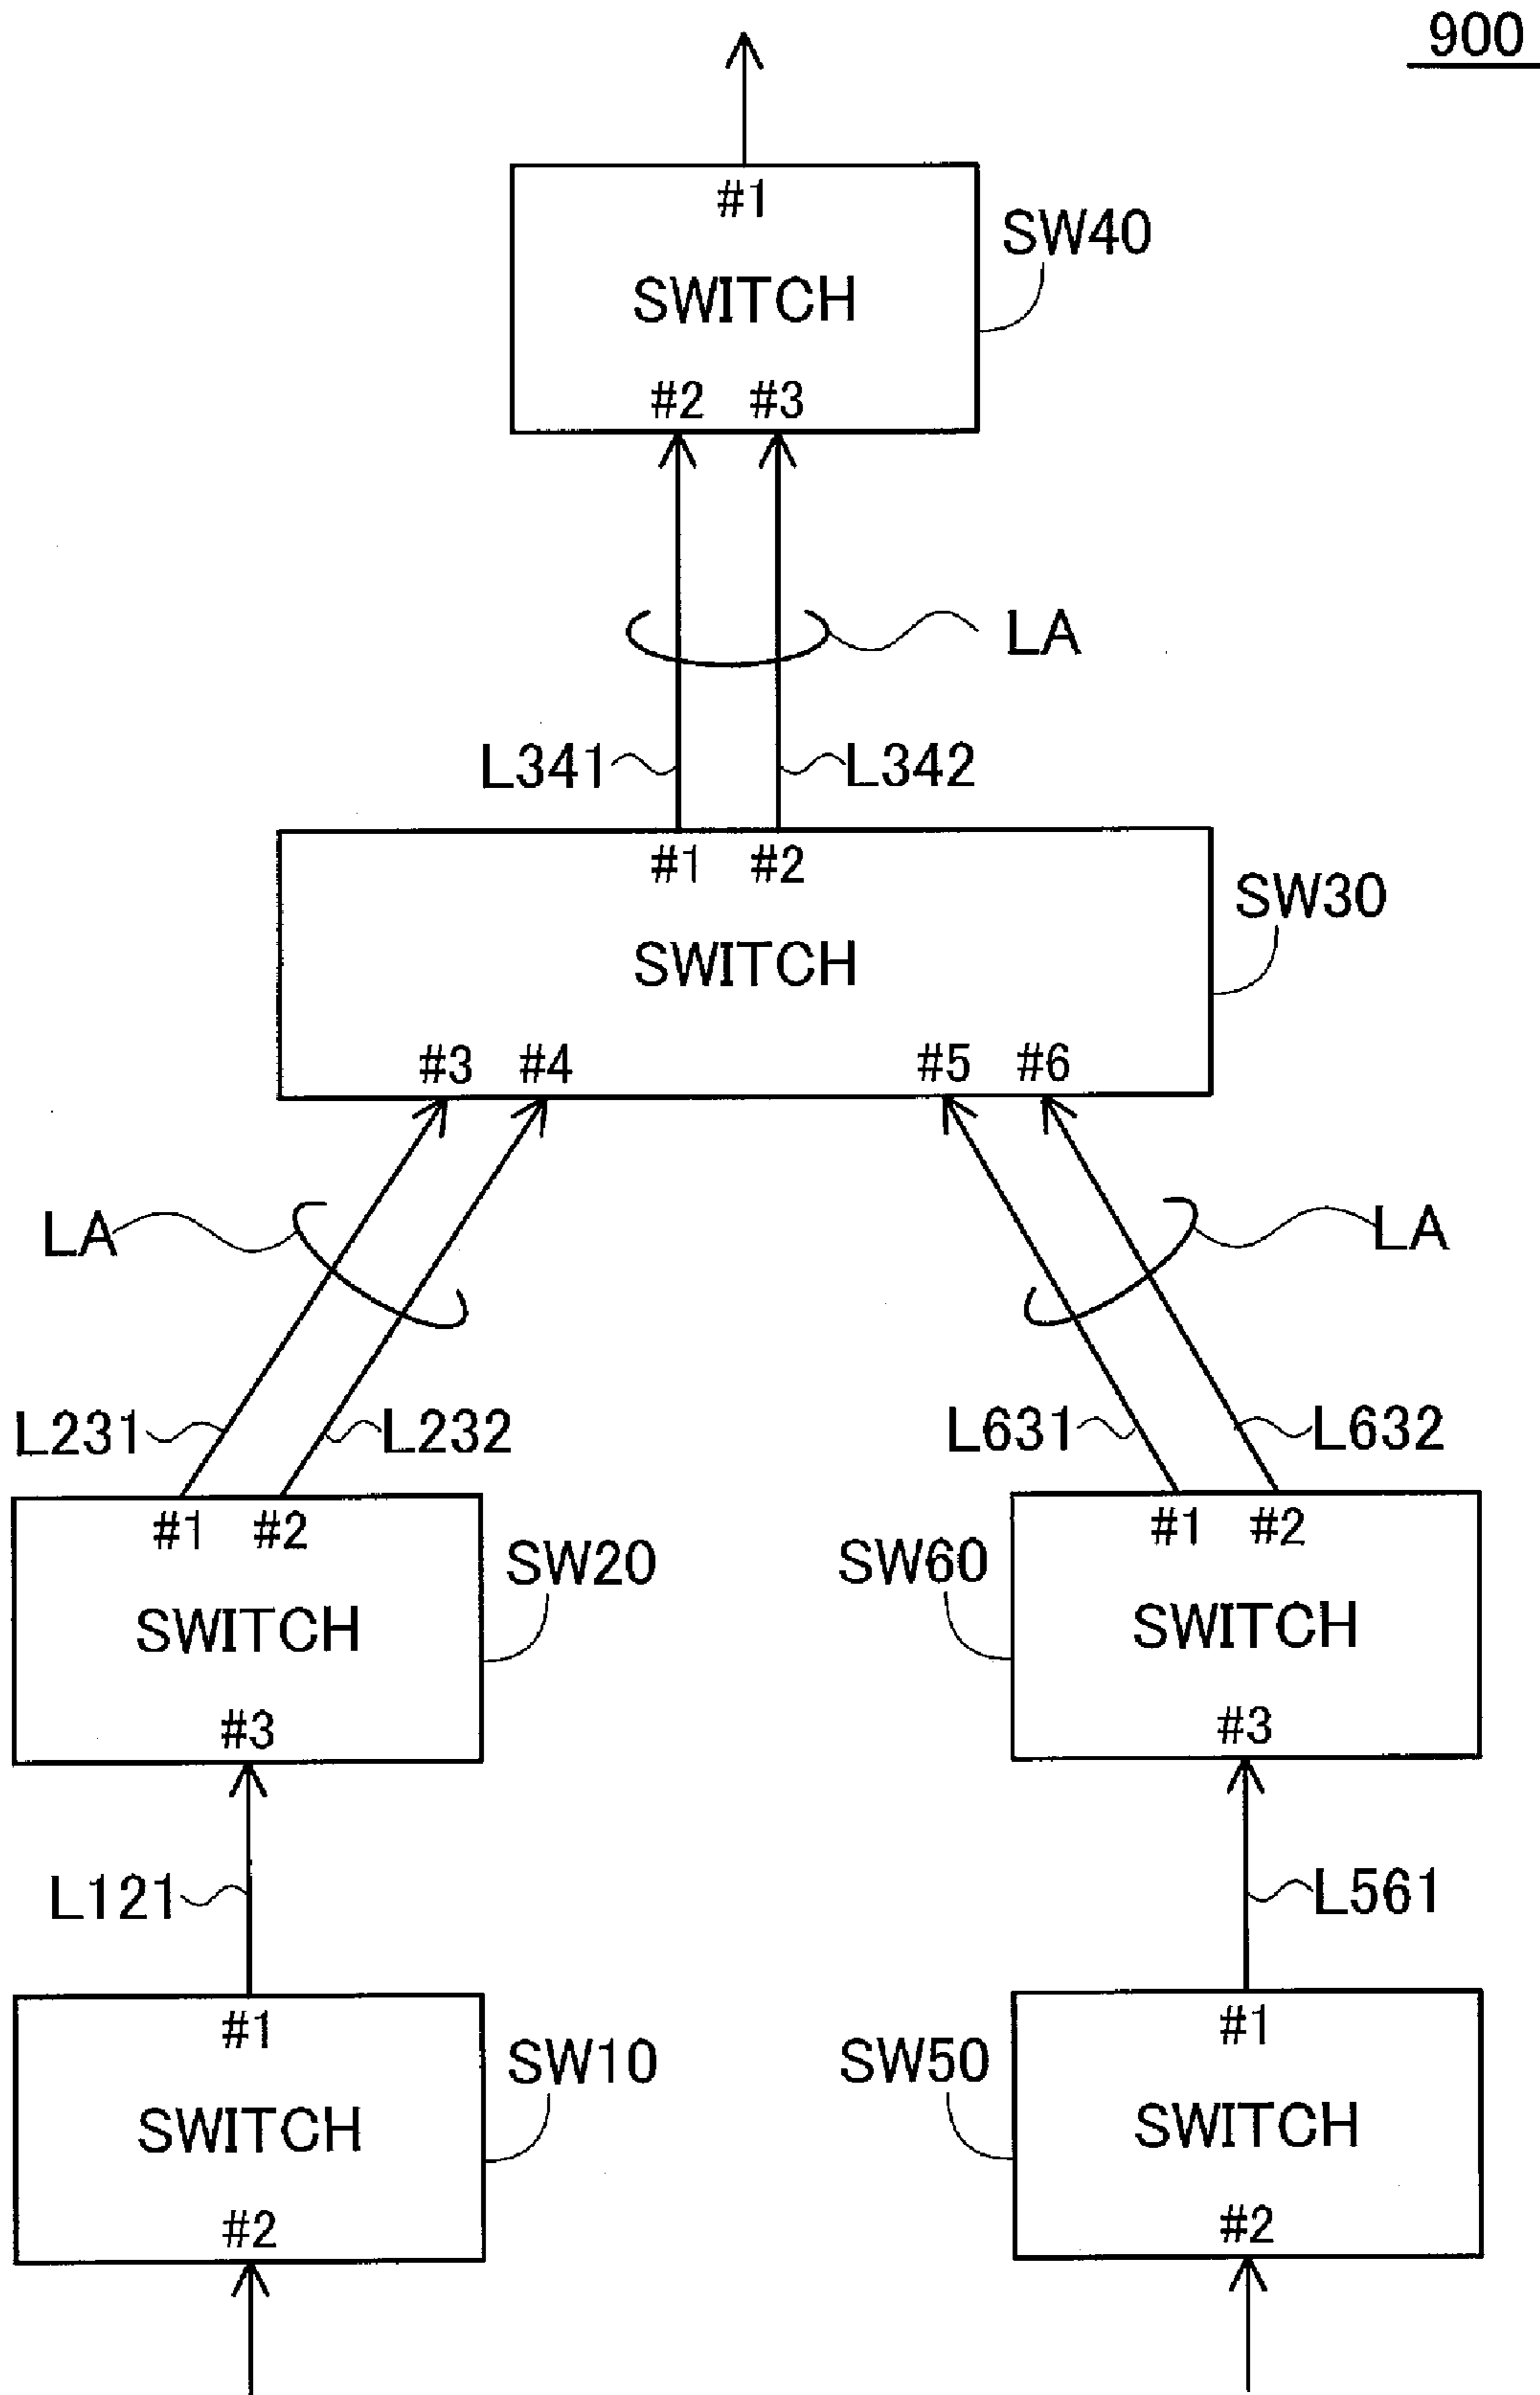 900
#1
SW40
SWITCH
#2 #3
LA
L341 L342
#1 #2
SW30
SWITCH
#3 #4 #5 #6
LA LA
L231 L232 L631 L632
#1 #2 #1 #2
SW20 SW60
SWITCH SWITCH
#3 #3
L121 L561
#1 #1
SW10 SW50
SWITCH SWITCH
#2 #2